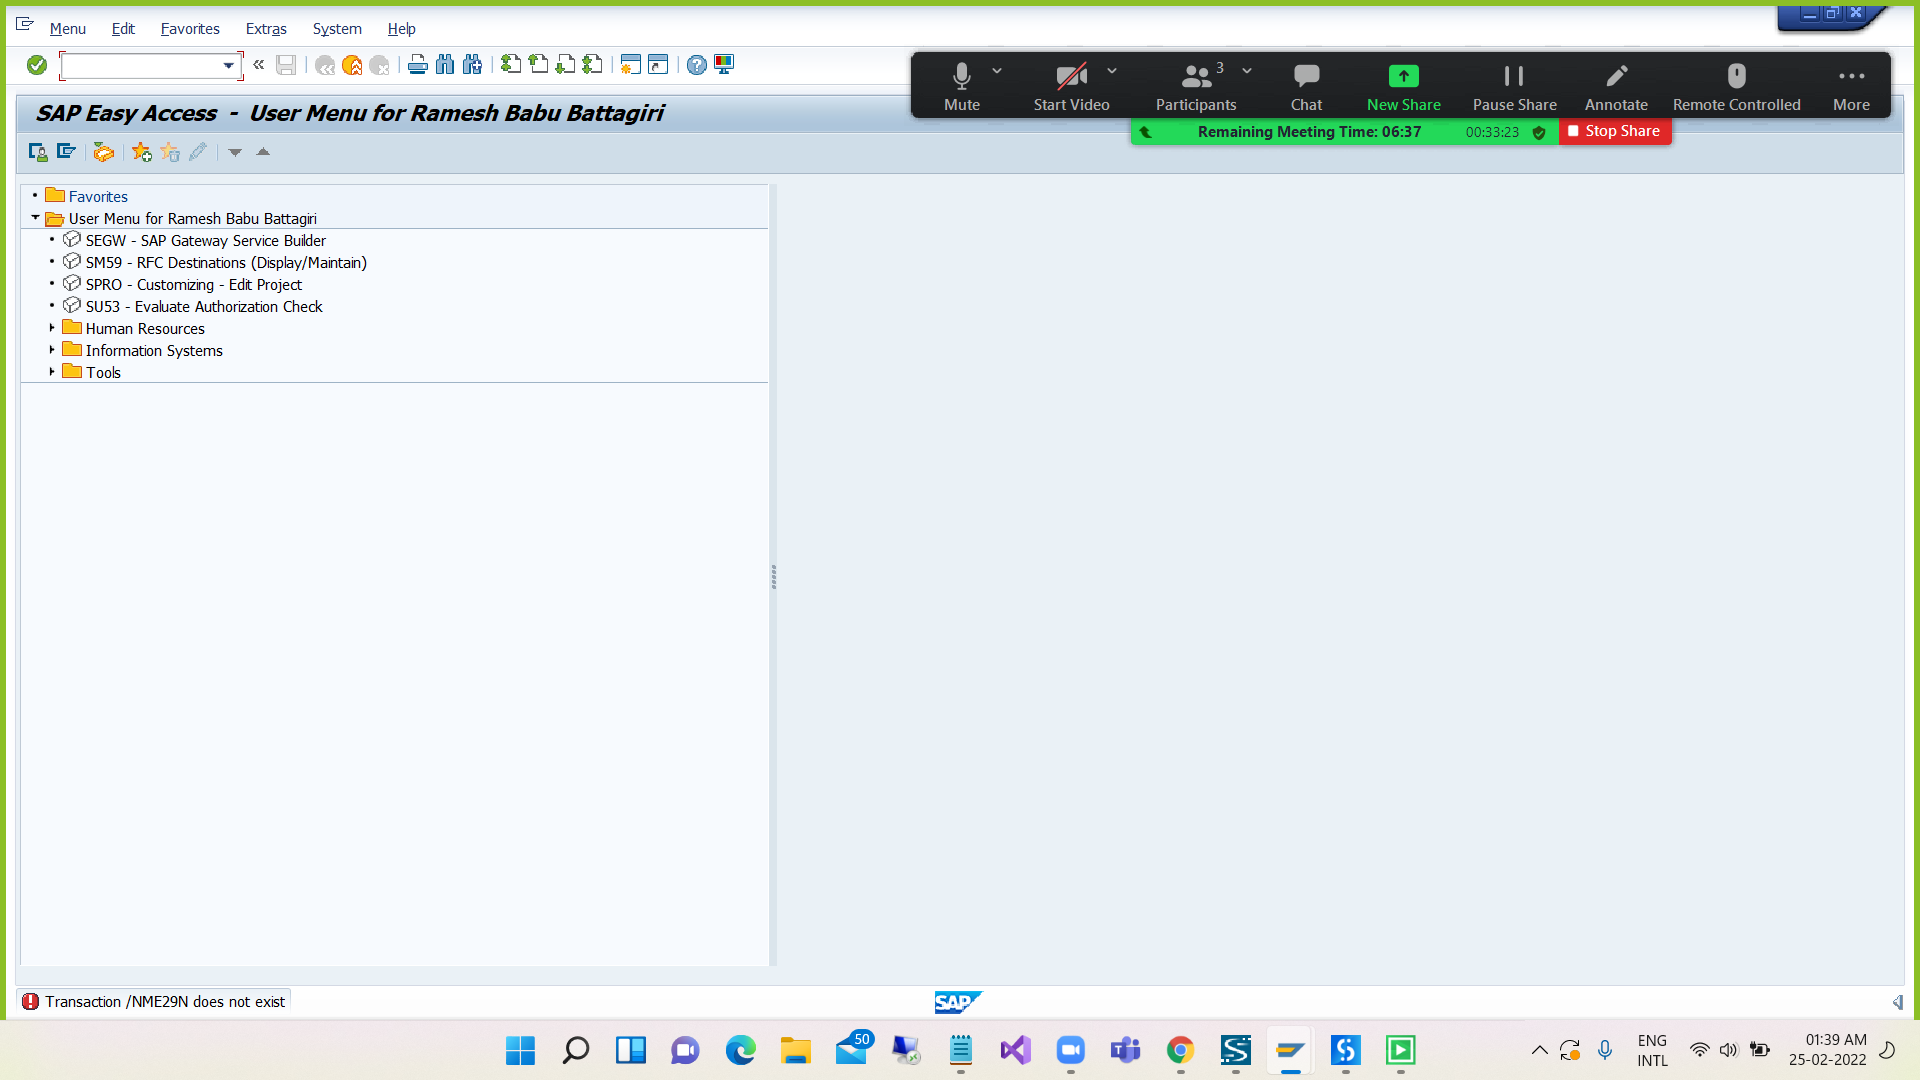 Menu Edit Favorites Extras System Help
«
SAP Easy Access - User Menu for Ramesh Babu Battagiri
Mute Start Video Participants 3 Chat New Share Pause Share Annotate Remote Controlled More
Remaining Meeting Time: 06:37 00:33:23 Stop Share
Favorites
User Menu for Ramesh Babu Battagiri
SEGW - SAP Gateway Service Builder
SM59 - RFC Destinations (Display/Maintain)
SPRO - Customizing - Edit Project
SU53 - Evaluate Authorization Check
Human Resources
Information Systems
Tools
Transaction /NME29N does not exist
SAP
50
ENG
INTL
01:39 AM
25-02-2022